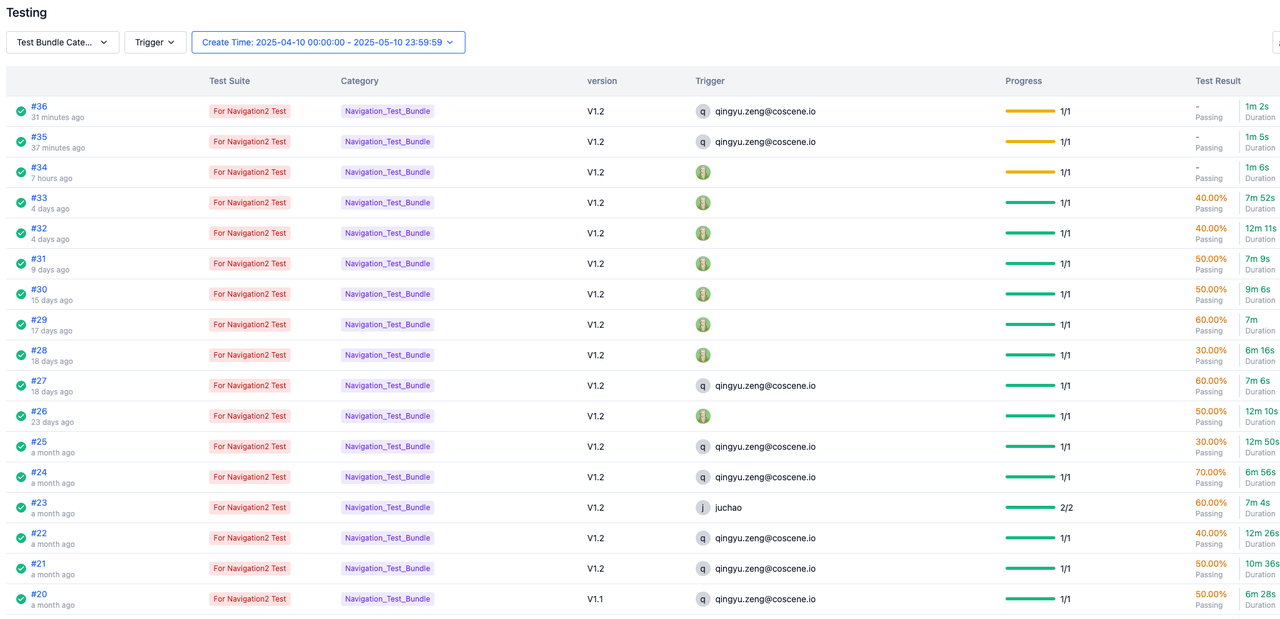 Testing
Test Bundle Cate... Trigger Create Time: 2025-04-10 00:00:00 - 2025-05-10 23:59:59
Test Suite Category version Trigger Progress Test Result
#36 For Navigation2 Test Navigation_Test_Bundle V1.2 q qingyu.zeng@coscene.io 1/1 - 1m 2s
31 minutes ago Passing Duration
#35 For Navigation2 Test Navigation_Test_Bundle V1.2 q qingyu.zeng@coscene.io 1/1 - 1m 5s
37 minutes ago Passing Duration
#34 For Navigation2 Test Navigation_Test_Bundle V1.2 1/1 - 1m 6s
7 hours ago Passing Duration
#33 For Navigation2 Test Navigation_Test_Bundle V1.2 1/1 40.00% 7m 52s
4 days ago Passing Duration
#32 For Navigation2 Test Navigation_Test_Bundle V1.2 1/1 40.00% 12m 11s
4 days ago Passing Duration
#31 For Navigation2 Test Navigation_Test_Bundle V1.2 1/1 50.00% 7m 9s
9 days ago Passing Duration
#30 For Navigation2 Test Navigation_Test_Bundle V1.2 1/1 50.00% 9m 6s
15 days ago Passing Duration
#29 For Navigation2 Test Navigation_Test_Bundle V1.2 1/1 60.00% 7m
17 days ago Passing Duration
#28 For Navigation2 Test Navigation_Test_Bundle V1.2 1/1 30.00% 6m 16s
18 days ago Passing Duration
#27 For Navigation2 Test Navigation_Test_Bundle V1.2 q qingyu.zeng@coscene.io 1/1 60.00% 7m 6s
18 days ago Passing Duration
#26 For Navigation2 Test Navigation_Test_Bundle V1.2 1/1 50.00% 12m 10s
23 days ago Passing Duration
#25 For Navigation2 Test Navigation_Test_Bundle V1.2 q qingyu.zeng@coscene.io 1/1 30.00% 12m 50s
a month ago Passing Duration
#24 For Navigation2 Test Navigation_Test_Bundle V1.2 q qingyu.zeng@coscene.io 1/1 70.00% 6m 56s
a month ago Passing Duration
#23 For Navigation2 Test Navigation_Test_Bundle V1.2 j juchao 2/2 60.00% 7m 4s
a month ago Passing Duration
#22 For Navigation2 Test Navigation_Test_Bundle V1.2 q qingyu.zeng@coscene.io 1/1 40.00% 12m 26s
a month ago Passing Duration
#21 For Navigation2 Test Navigation_Test_Bundle V1.2 q qingyu.zeng@coscene.io 1/1 50.00% 10m 36s
a month ago Passing Duration
#20 For Navigation2 Test Navigation_Test_Bundle V1.1 q qingyu.zeng@coscene.io 1/1 50.00% 6m 28s
a month ago Passing Duration